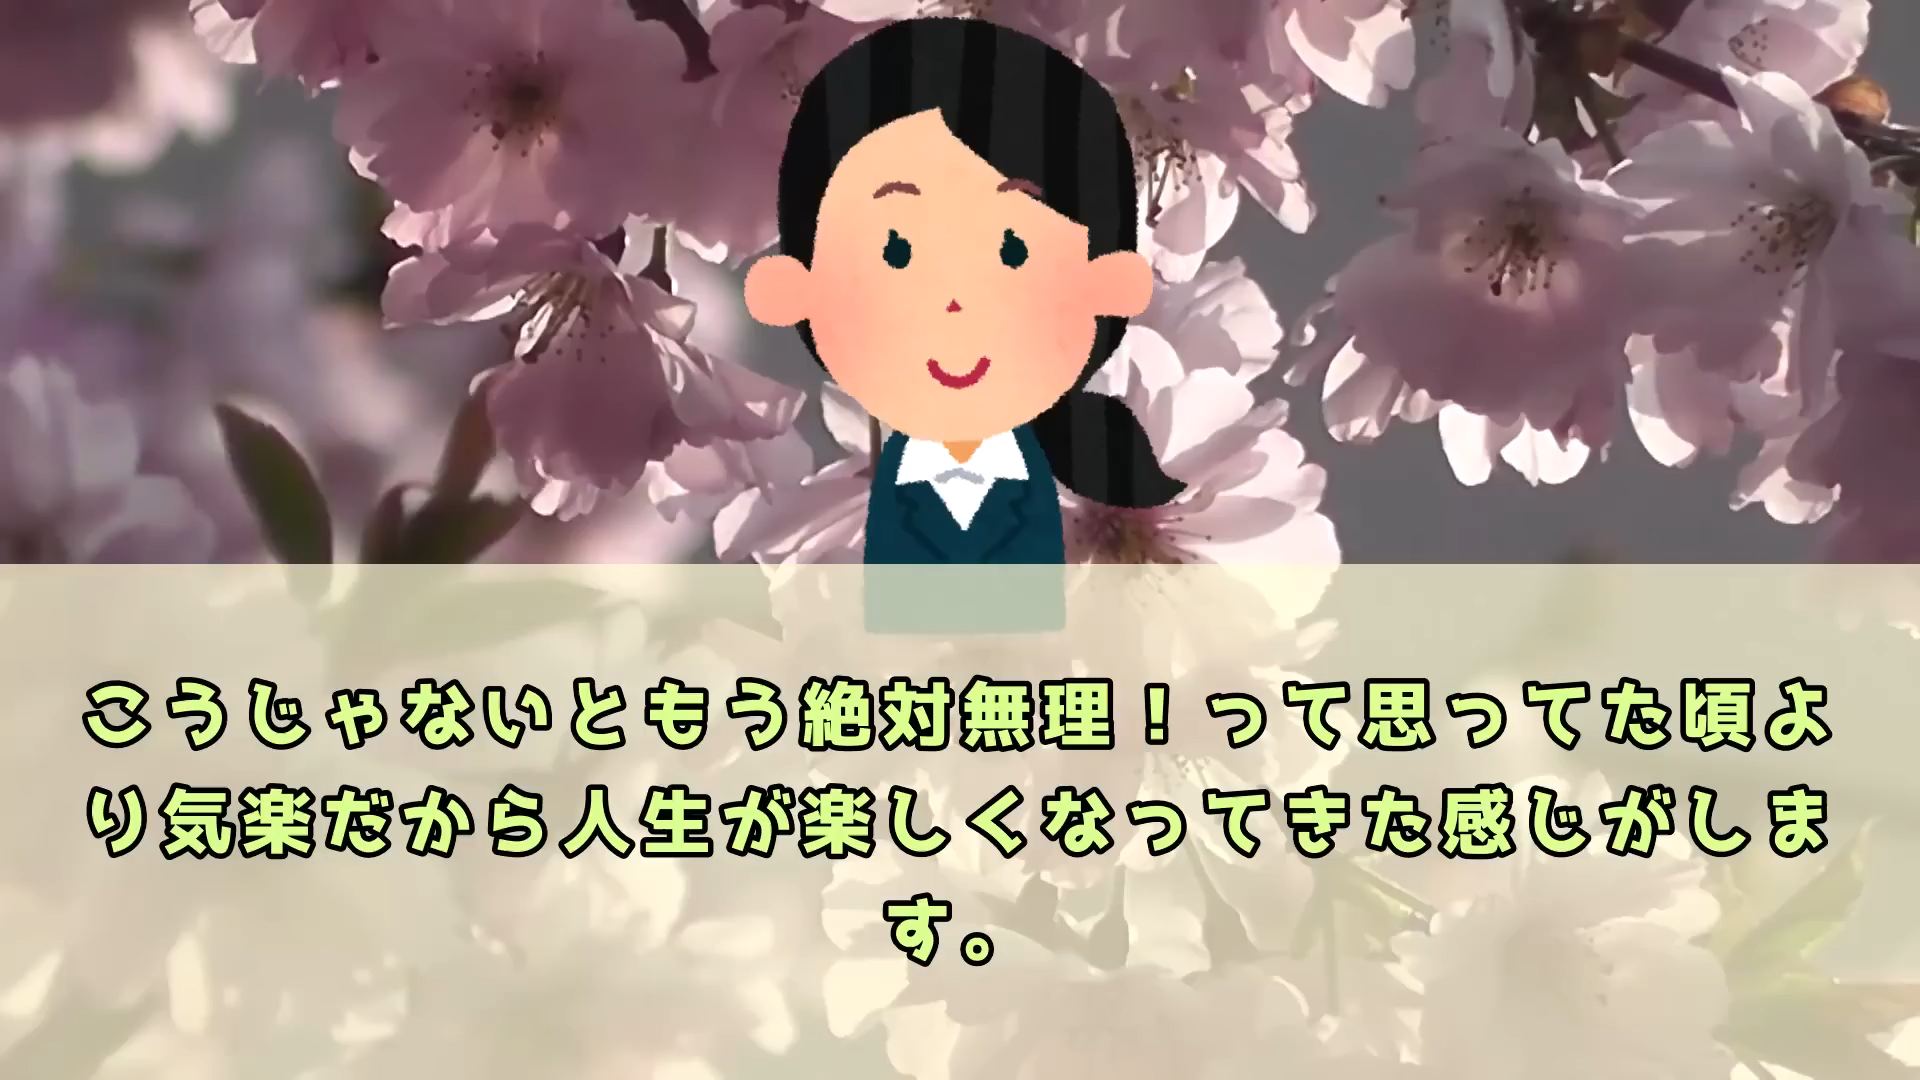 こうじゃないともう絶対無理！って思ってた頃よ
り気楽だから人生が楽しくなってきた感じがしま
す。